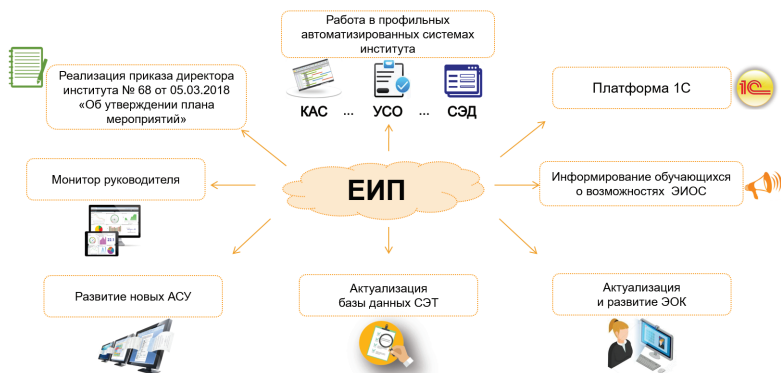 Работа в профильных
автоматизированных системах
института
КАС ... УСО ... СЭД
Реализация приказа директора
института № 68 от 05.03.2018
«Об утверждении плана
мероприятий»
Платформа 1С
1С
Монитор руководителя
ЕИП
Информирование обучающихся
о возможностях ЭИОС
Развитие новых АСУ
Актуализация
базы данных СЭТ
Актуализация
и развитие ЭОК